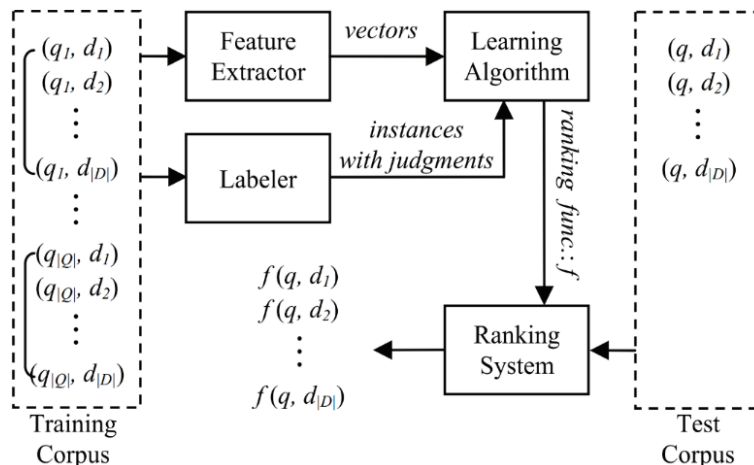 (q₁, d₁)
(q₁, d₂)
⋮
(q₁, d|D|)
⋮
(q|Q|, d₁)
(q|Q|, d₂)
⋮
(q|Q|, d|D|)
Training
Corpus
Feature
Extractor
vectors
Learning
Algorithm
Labeler
instances
with judgments
ranking func.: f
f(q, d₁)
f(q, d₂)
⋮
f(q, d|D|)
Ranking
System
(q, d₁)
(q, d₂)
⋮
(q, d|D|)
Test
Corpus